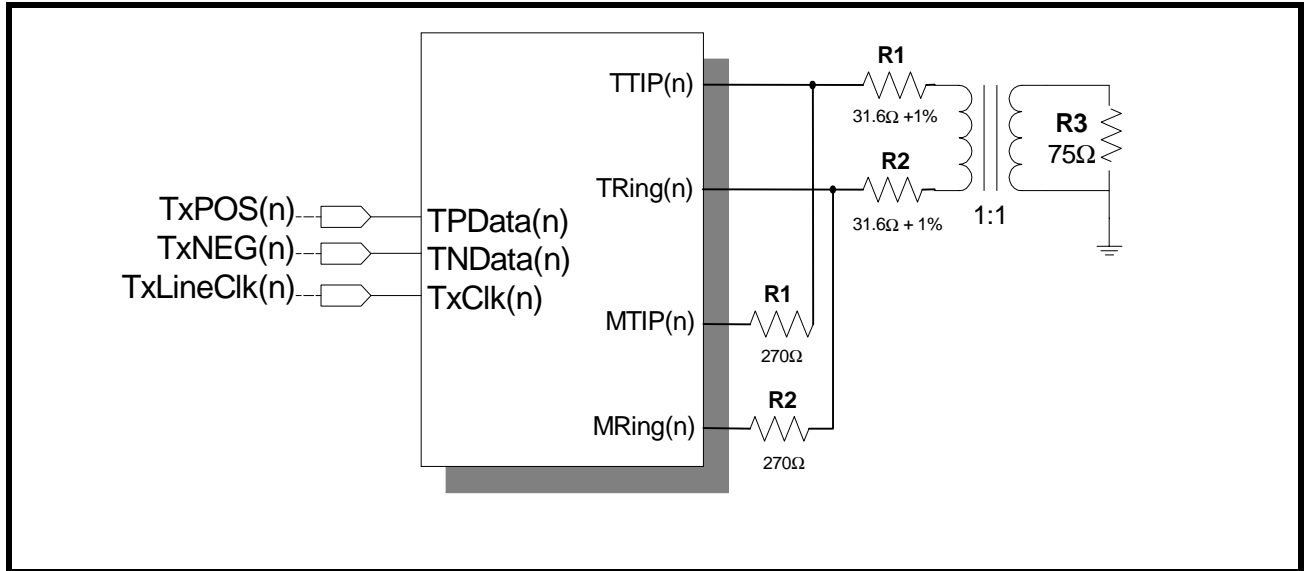 TxPOS(n)
TxNEG(n)
TxLineClk(n)
TPData(n)
TNData(n)
TxClk(n)
TTIP(n)
TRing(n)
MTIP(n)
MRing(n)
R1
31.6Ω +1%
R2
31.6Ω + 1%
R1
270Ω
R2
270Ω
1:1
R3
75Ω